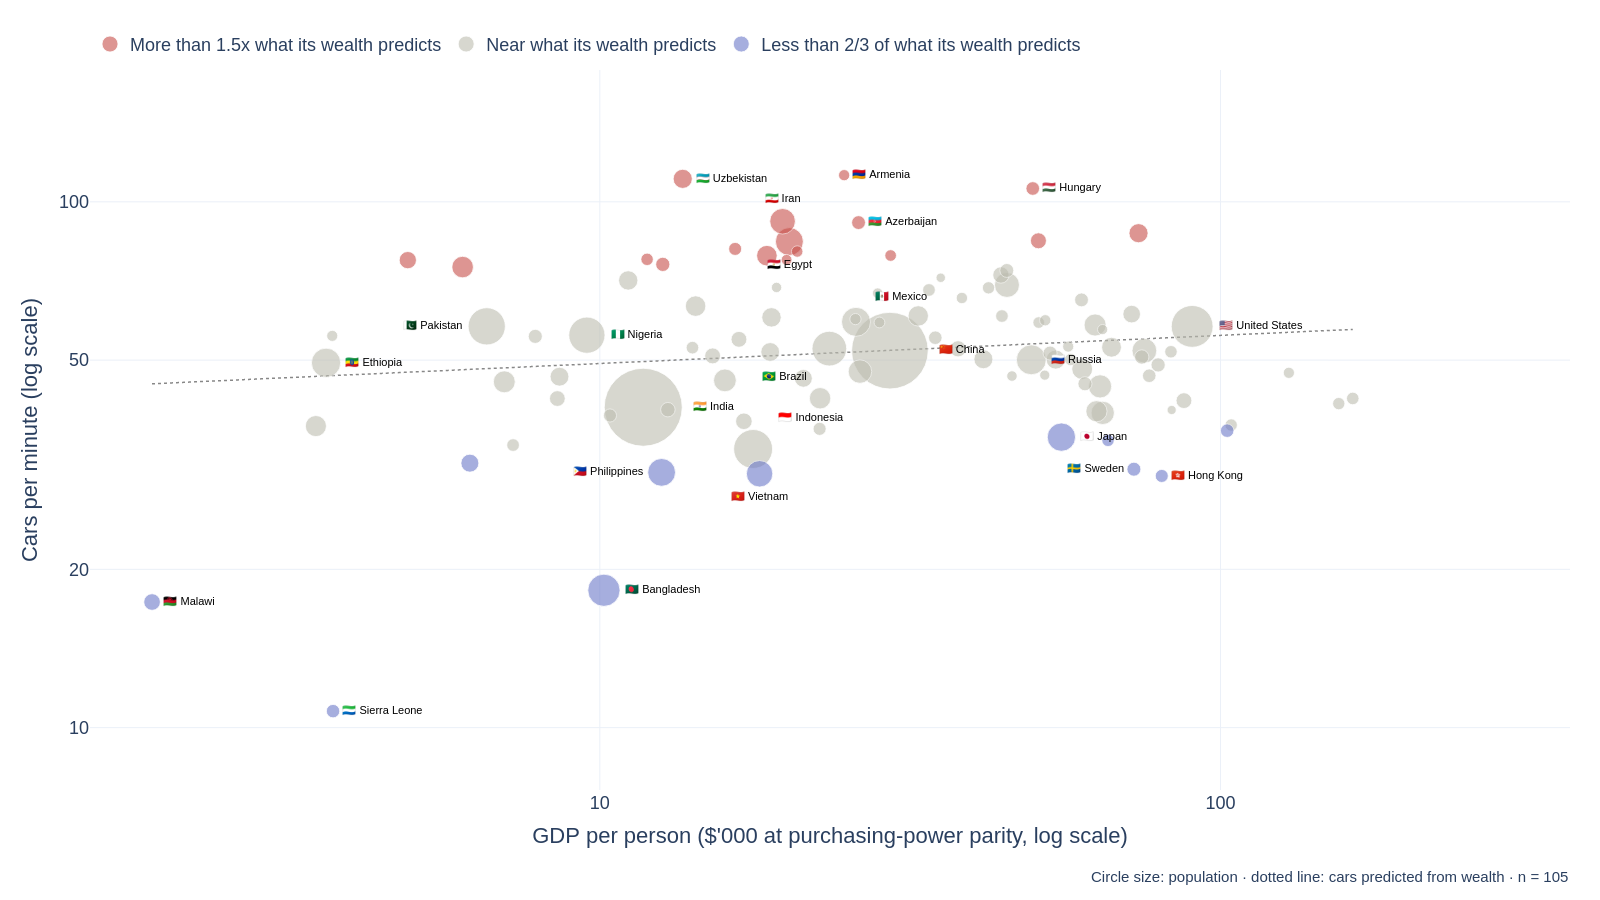 More than 1.5x what its wealth predicts
Near what its wealth predicts
Less than 2/3 of what its wealth predicts
Cars per minute (log scale)
100
50
20
10
Uzbekistan
Armenia
Iran
Hungary
Azerbaijan
Egypt
Mexico
Pakistan
Nigeria
United States
Ethiopia
China
Russia
Brazil
India
Indonesia
Japan
Philippines
Sweden
Hong Kong
Vietnam
Bangladesh
Malawi
Sierra Leone
10
100
GDP per person ($'000 at purchasing-power parity, log scale)
Circle size: population · dotted line: cars predicted from wealth · n = 105